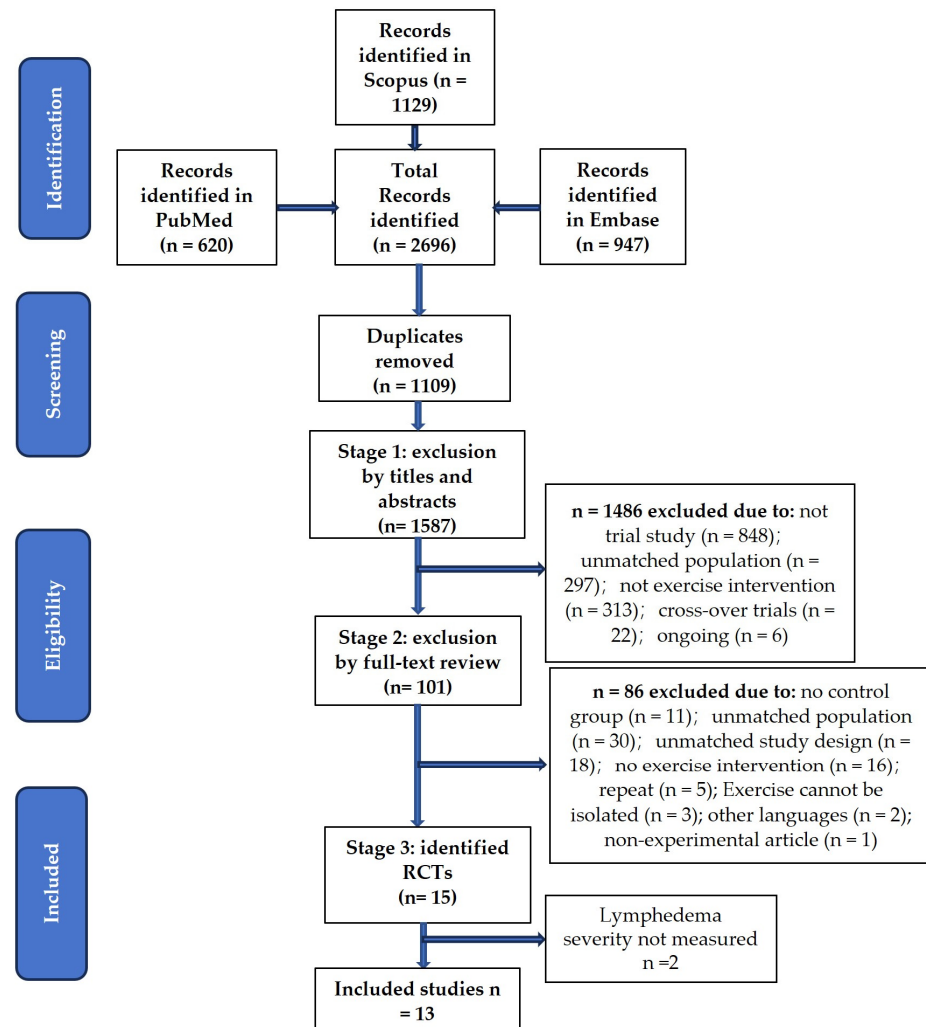 Identification
Records
identified in
Scopus (n =
1129)
Records
identified in
PubMed
(n = 620)
Total
Records
identified
(n = 2696)
Records
identified
in Embase
(n = 947)
Screening
Duplicates
removed
(n = 1109)
Stage 1: exclusion
by titles and
abstracts
(n= 1587)
Eligibility
n = 1486 excluded due to: not
trial study (n = 848);
unmatched population (n =
297); not exercise intervention
(n = 313); cross-over trials (n =
22); ongoing (n = 6)
Stage 2: exclusion
by full-text review
(n= 101)
n = 86 excluded due to: no control
group (n = 11); unmatched population
(n = 30); unmatched study design (n =
18); no exercise intervention (n = 16);
repeat (n = 5); Exercise cannot be
isolated (n = 3); other languages (n = 2);
non-experimental article (n = 1)
Included
Stage 3: identified
RCTs
(n= 15)
Lymphedema
severity not measured
n =2
Included studies n
= 13